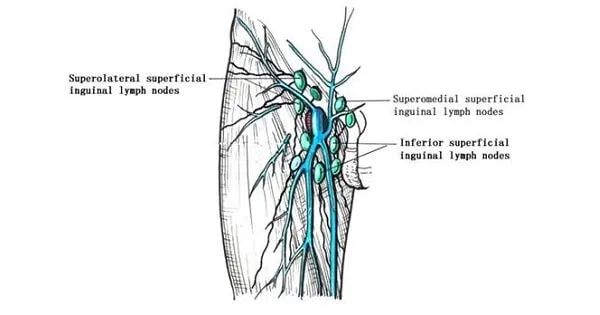 Superolateral superficial
inguinal lymph nodes
Superomedial superficial
inguinal lymph nodes
Inferior superficial
inguinal lymph nodes